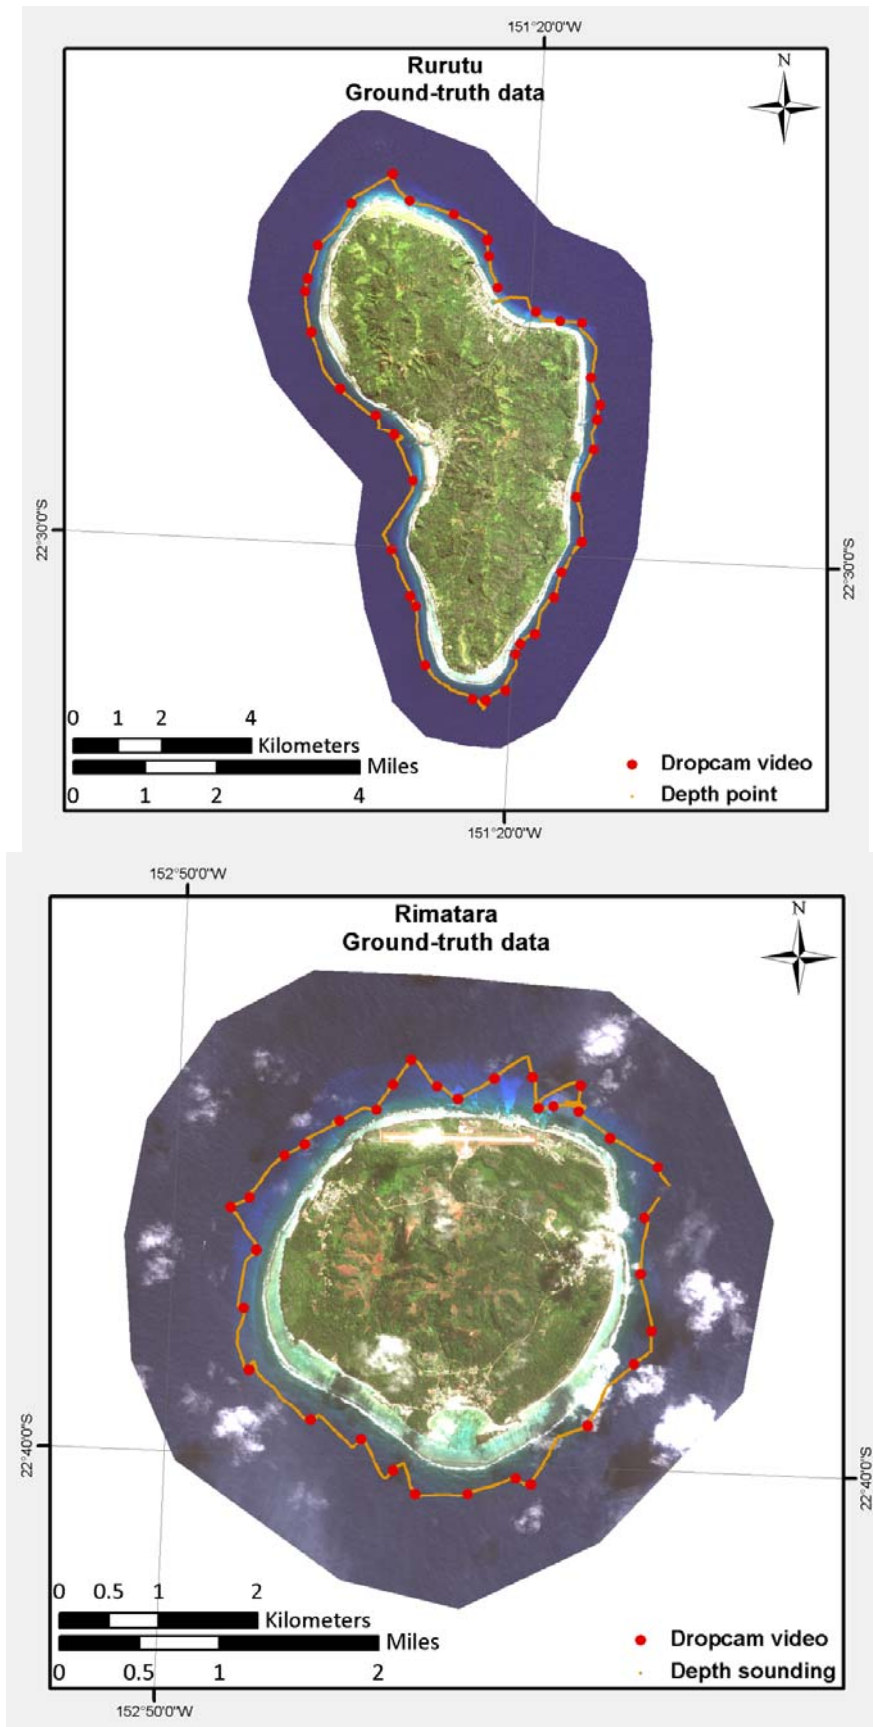 151°20'0"W
Rurutu
Ground-truth data
N
22°30'0"S
22°30'0"S
0 1 2 4
Kilometers
Miles
0 1 2 4
Dropcam video
Depth point
151°20'0"W
152°50'0"W
Rimatara
Ground-truth data
N
22°40'0"S
22°40'0"S
0 0.5 1 2
Kilometers
Miles
0 0.5 1 2
Dropcam video
Depth sounding
152°50'0"W